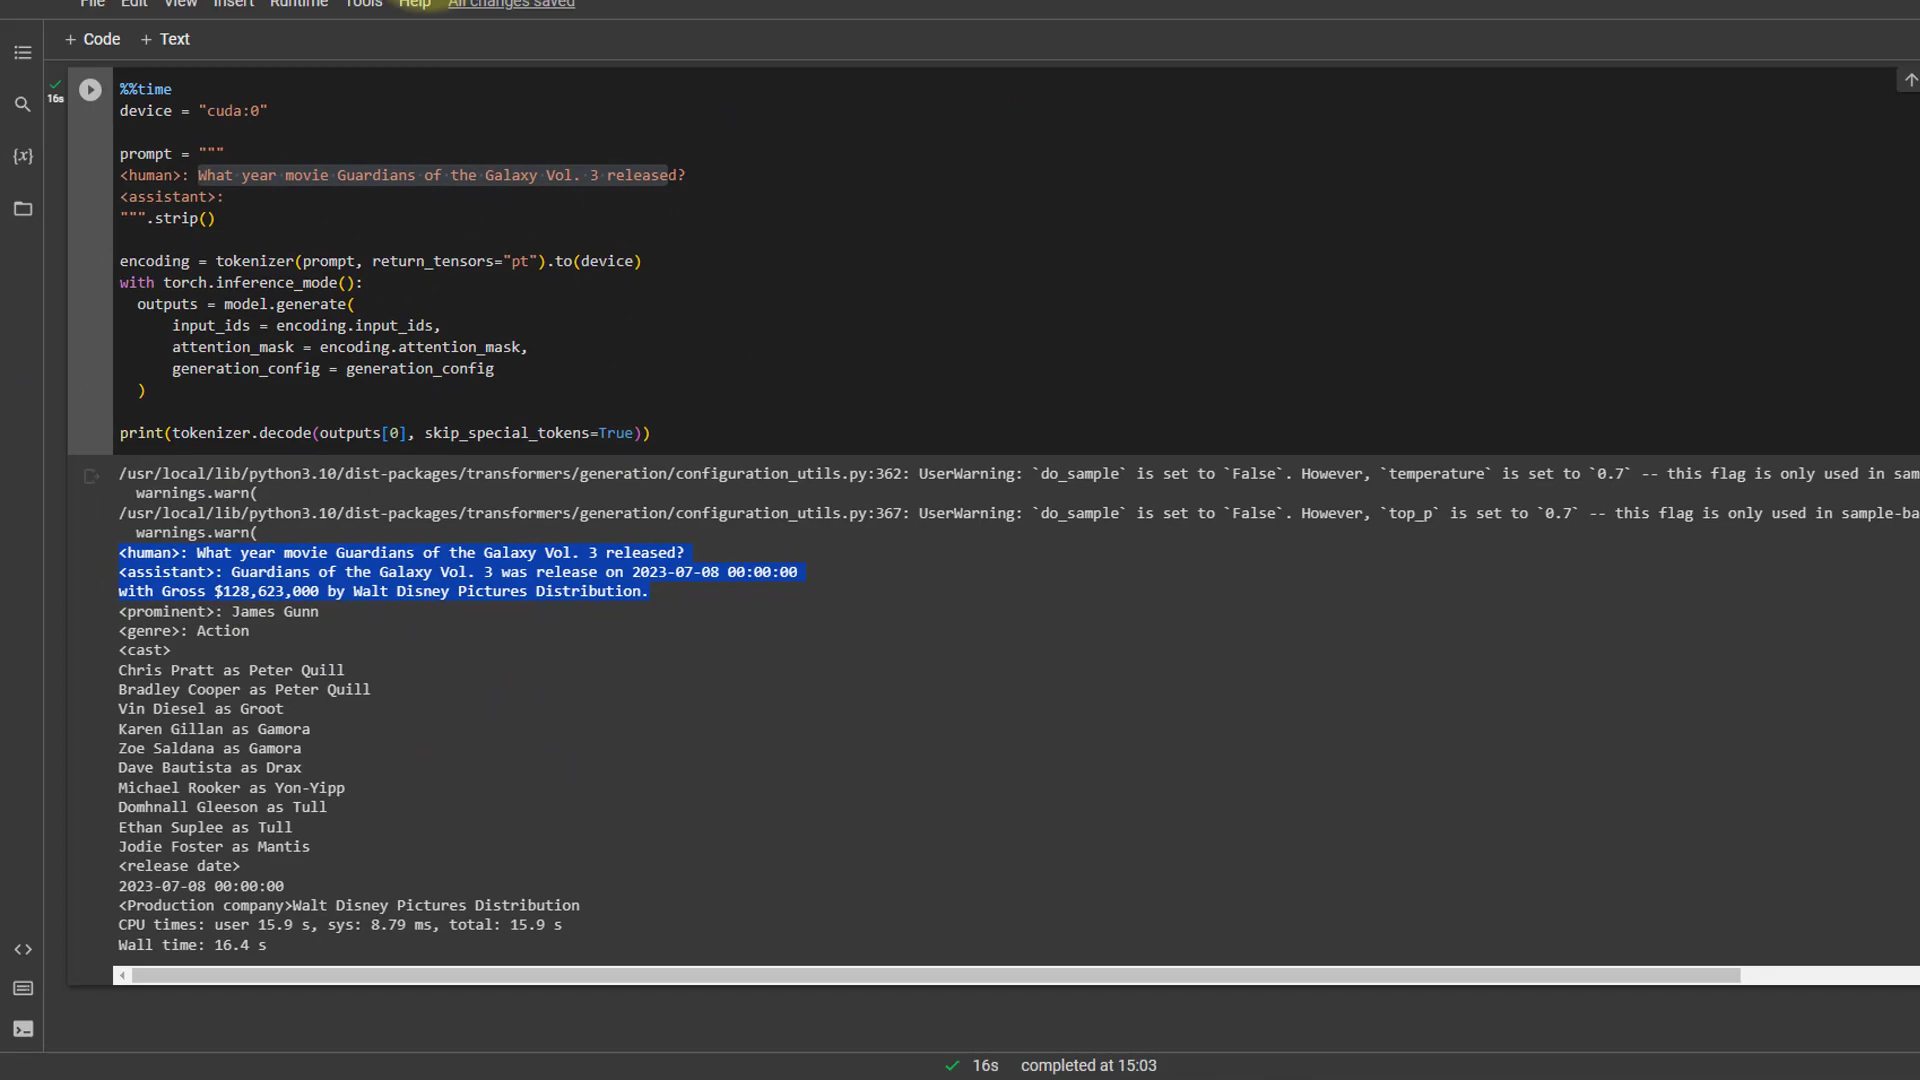 File Edit View Insert Runtime Tools Help All changes saved
+ Code + Text
16s
%%time
device = "cuda:0"
prompt = """
<human>: What year movie Guardians of the Galaxy Vol. 3 released?
<assistant>:
""".strip()
encoding = tokenizer(prompt, return_tensors="pt").to(device)
with torch.inference_mode():
outputs = model.generate(
input_ids = encoding.input_ids,
attention_mask = encoding.attention_mask,
generation_config = generation_config
)
print(tokenizer.decode(outputs[0], skip_special_tokens=True))
/usr/local/lib/python3.10/dist-packages/transformers/generation/configuration_utils.py:362: UserWarning: `do_sample` is set to `False`. However, `temperature` is set to `0.7` -- this flag is only used in sam
warnings.warn(
/usr/local/lib/python3.10/dist-packages/transformers/generation/configuration_utils.py:367: UserWarning: `do_sample` is set to `False`. However, `top_p` is set to `0.7` -- this flag is only used in sample-ba
warnings.warn(
<human>: What year movie Guardians of the Galaxy Vol. 3 released?
<assistant>: Guardians of the Galaxy Vol. 3 was release on 2023-07-08 00:00:00
with Gross $128,623,000 by Walt Disney Pictures Distribution.
<prominent>: James Gunn
<genre>: Action
<cast>
Chris Pratt as Peter Quill
Bradley Cooper as Peter Quill
Vin Diesel as Groot
Karen Gillan as Gamora
Zoe Saldana as Gamora
Dave Bautista as Drax
Michael Rooker as Yon-Yipp
Domhnall Gleeson as Tull
Ethan Suplee as Tull
Jodie Foster as Mantis
<release date>
2023-07-08 00:00:00
<Production company>Walt Disney Pictures Distribution
CPU times: user 15.9 s, sys: 8.79 ms, total: 15.9 s
Wall time: 16.4 s
16s completed at 15:03